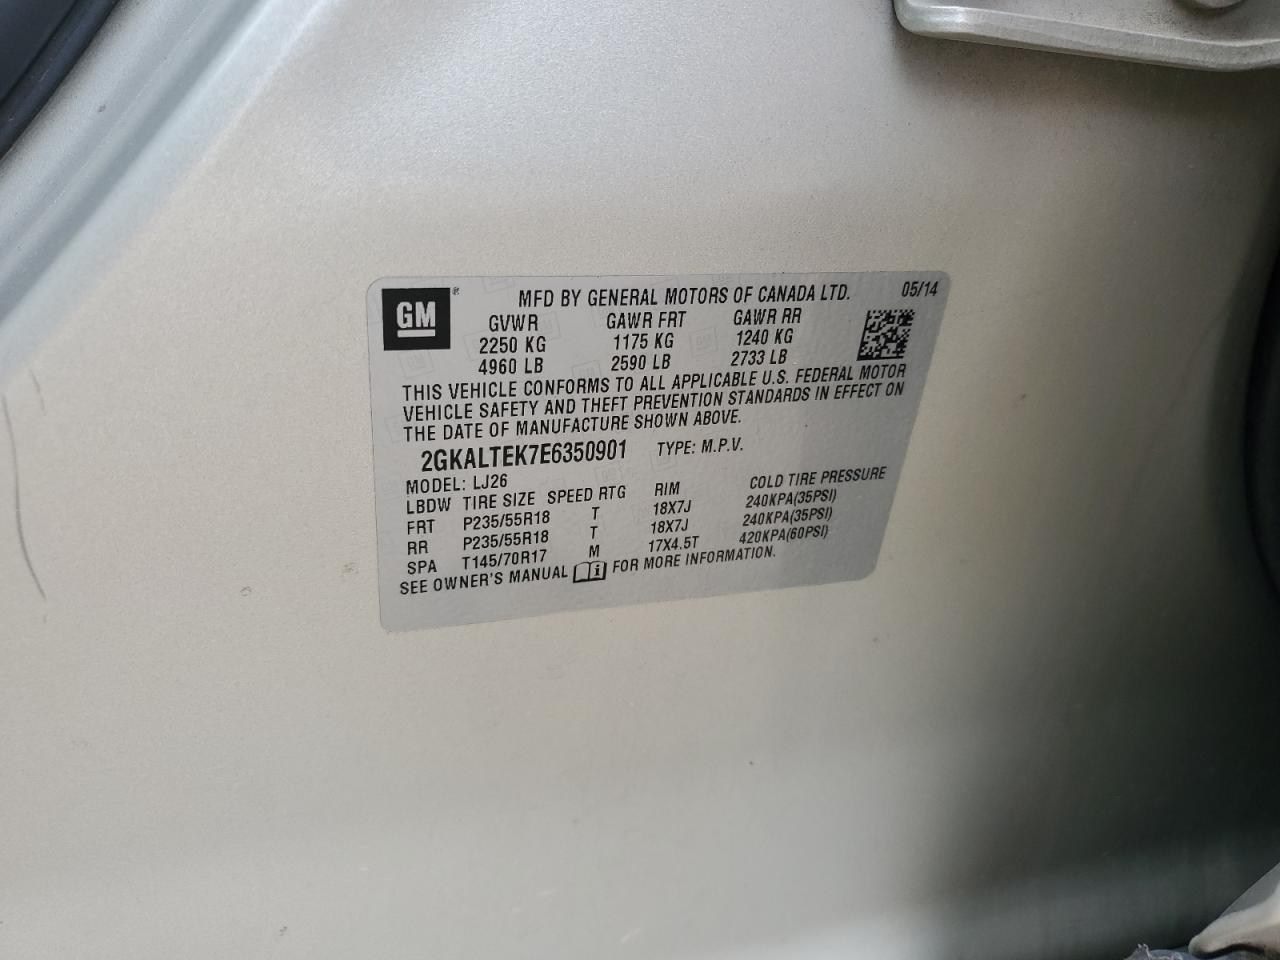 GM ® MFD BY GENERAL MOTORS OF CANADA LTD. 05/14
GVWR GAWR FRT GAWR RR
2250 KG 1175 KG 1240 KG
4960 LB 2590 LB 2733 LB
THIS VEHICLE CONFORMS TO ALL APPLICABLE U.S. FEDERAL MOTOR
VEHICLE SAFETY AND THEFT PREVENTION STANDARDS IN EFFECT ON
THE DATE OF MANUFACTURE SHOWN ABOVE.
2GKALTEK7E6350901 TYPE: M.P.V.
MODEL: LJ26
LBDW TIRE SIZE SPEED RTG RIM COLD TIRE PRESSURE
FRT P235/55R18 T 18X7J 240KPA(35PSI)
RR P235/55R18 T 18X7J 240KPA(35PSI)
SPA T145/70R17 M 17X4.5T 420KPA(60PSI)
SEE OWNER'S MANUAL i FOR MORE INFORMATION.